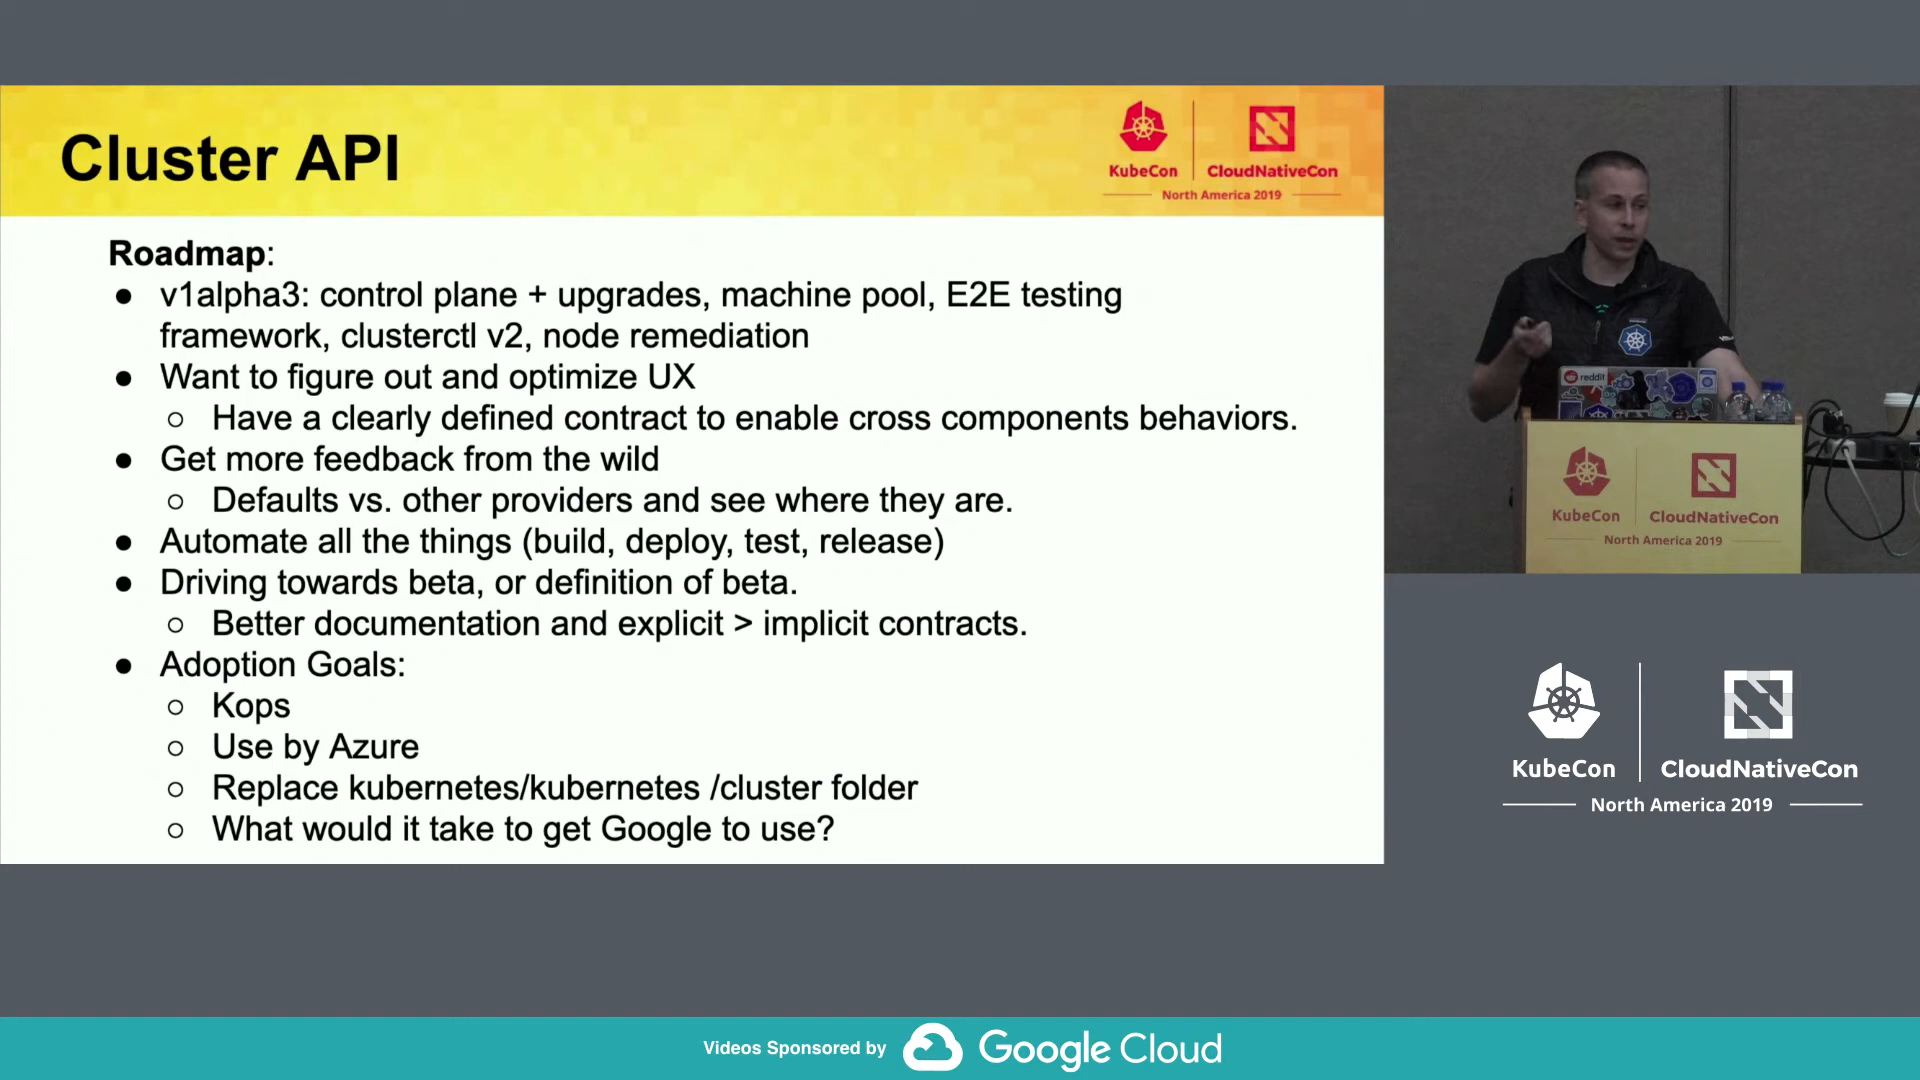 Cluster API
KubeCon
CloudNativeCon
North America 2019
Roadmap:
● v1alpha3: control plane + upgrades, machine pool, E2E testing
framework, clusterctl v2, node remediation
● Want to figure out and optimize UX
○ Have a clearly defined contract to enable cross components behaviors.
● Get more feedback from the wild
○ Defaults vs. other providers and see where they are.
● Automate all the things (build, deploy, test, release)
● Driving towards beta, or definition of beta.
○ Better documentation and explicit > implicit contracts.
● Adoption Goals:
○ Kops
○ Use by Azure
○ Replace kubernetes/kubernetes /cluster folder
○ What would it take to get Google to use?
reddit
KubeCon
CloudNativeCon
North America 2019
KubeCon
CloudNativeCon
North America 2019
Videos Sponsored by
Google Cloud